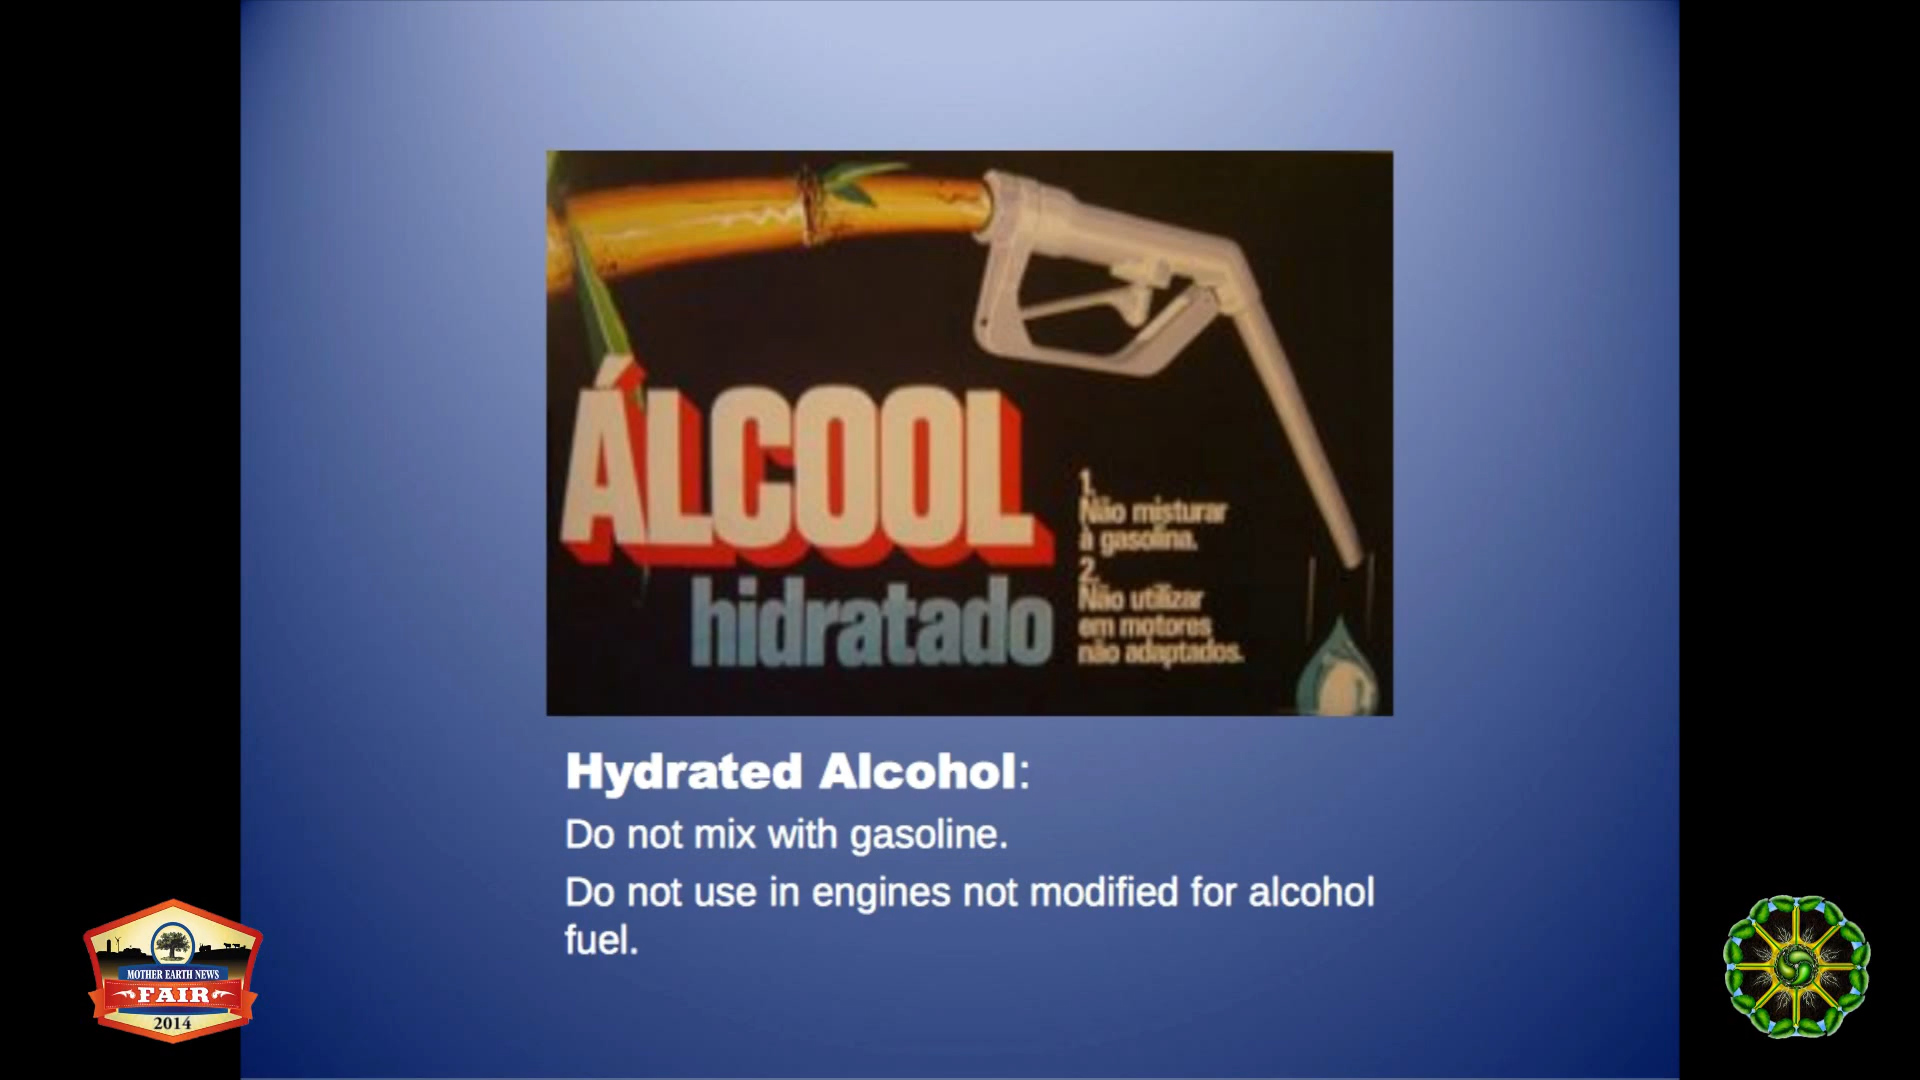 ÁLCOOL
hidratado
1.
Não misturar
à gasolina.
2.
Não utilizar
em motores
não adaptados.
Hydrated Alcohol:
Do not mix with gasoline.
Do not use in engines not modified for alcohol
fuel.
MOTHER EARTH NEWS
FAIR
2014